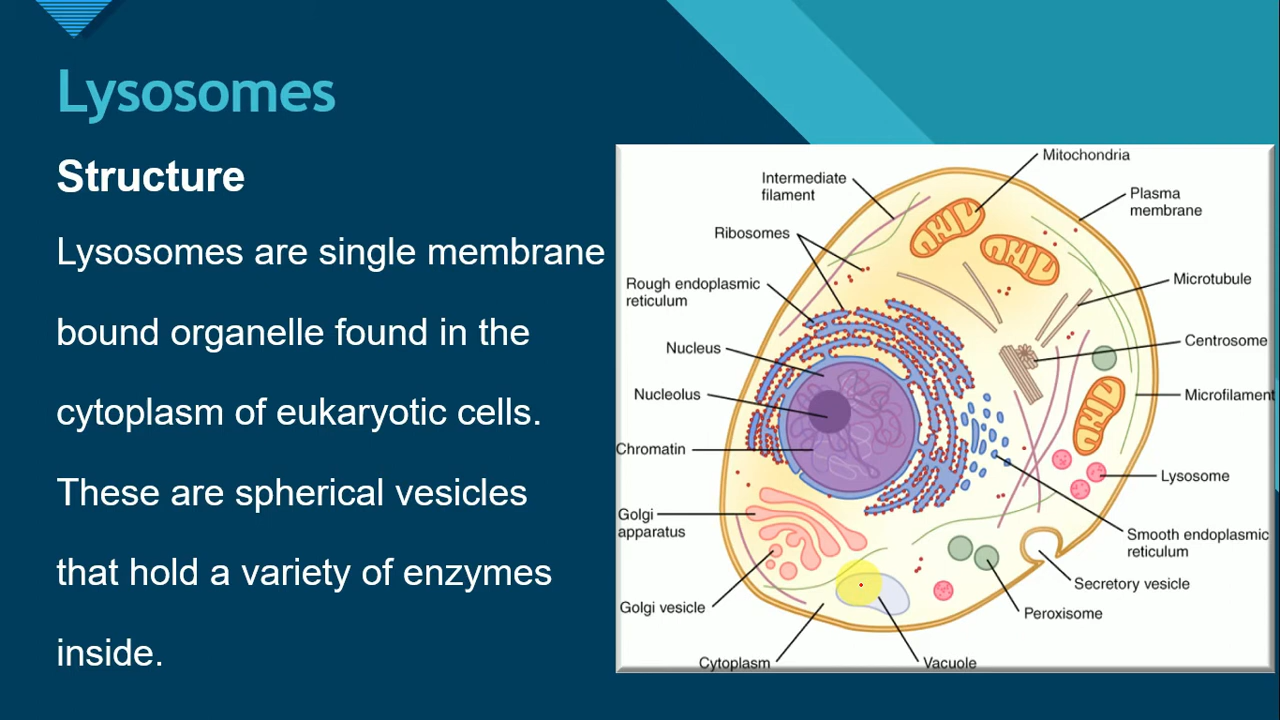 Lysosomes
Structure
Lysosomes are single membrane
bound organelle found in the
cytoplasm of eukaryotic cells.
These are spherical vesicles
that hold a variety of enzymes
inside.
Mitochondria
Intermediate
filament
Plasma
membrane
Ribosomes
Rough endoplasmic
reticulum
Microtubule
Nucleus
Centrosome
Nucleolus
Microfilament
Chromatin
Lysosome
Golgi
apparatus
Smooth endoplasmic
reticulum
Secretory vesicle
Golgi vesicle
Peroxisome
Cytoplasm
Vacuole